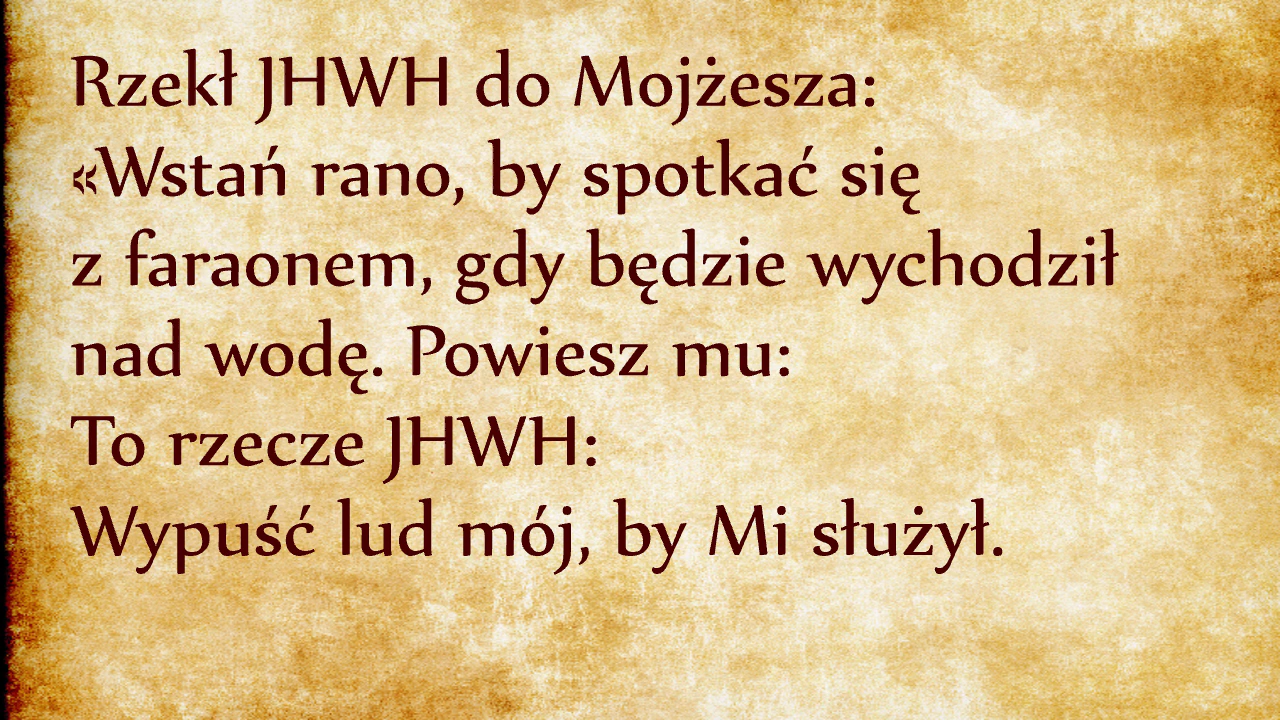 Rzekł JHWH do Mojżesza:
«Wstań rano, by spotkać się
z faraonem, gdy będzie wychodził
nad wodę. Powiesz mu:
To rzecze JHWH:
Wypuść lud mój, by Mi służył.